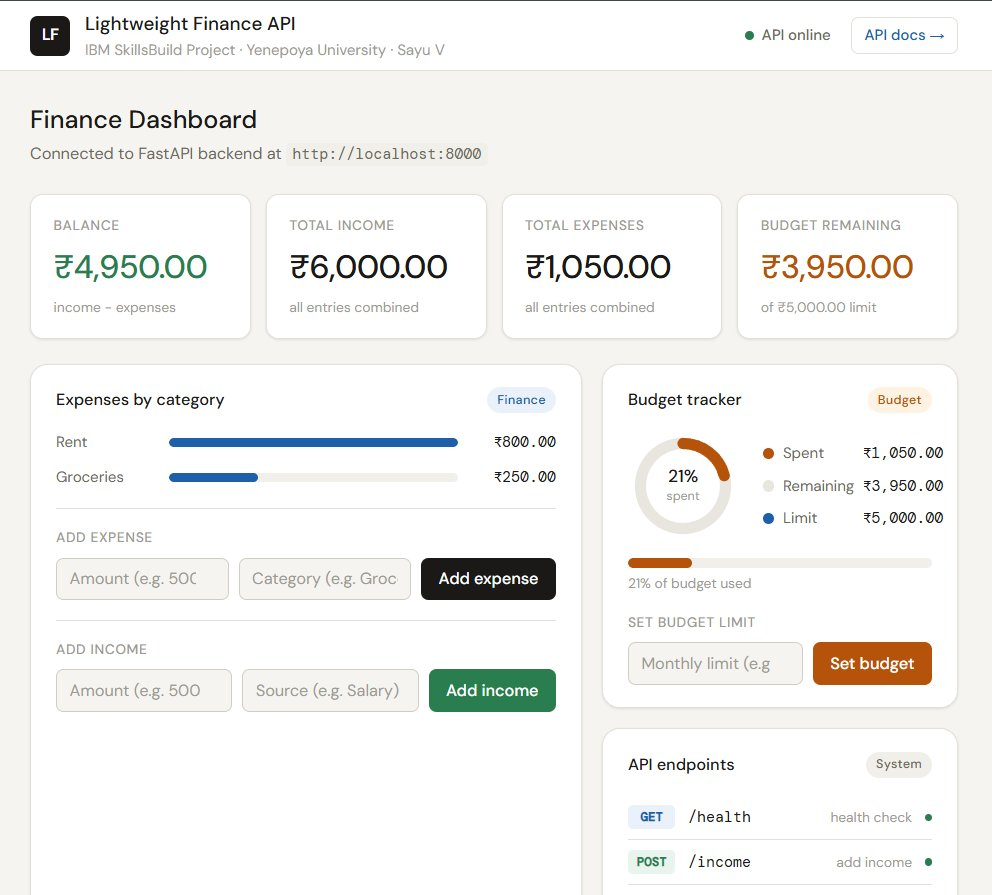 LF
Lightweight Finance API
IBM SkillsBuild Project · Yenepoya University · Sayu V
API online
API docs →
Finance Dashboard
Connected to FastAPI backend at http://localhost:8000
BALANCE
₹4,950.00
income - expenses
TOTAL INCOME
₹6,000.00
all entries combined
TOTAL EXPENSES
₹1,050.00
all entries combined
BUDGET REMAINING
₹3,950.00
of ₹5,000.00 limit
Expenses by category
Finance
Rent ₹800.00
Groceries ₹250.00
ADD EXPENSE
Amount (e.g. 500 Category (e.g. Groc Add expense
ADD INCOME
Amount (e.g. 500 Source (e.g. Salary) Add income
Budget tracker
Budget
21%
spent
Spent ₹1,050.00
Remaining ₹3,950.00
Limit ₹5,000.00
21% of budget used
SET BUDGET LIMIT
Monthly limit (e.g Set budget
API endpoints
System
GET /health health check
POST /income add income